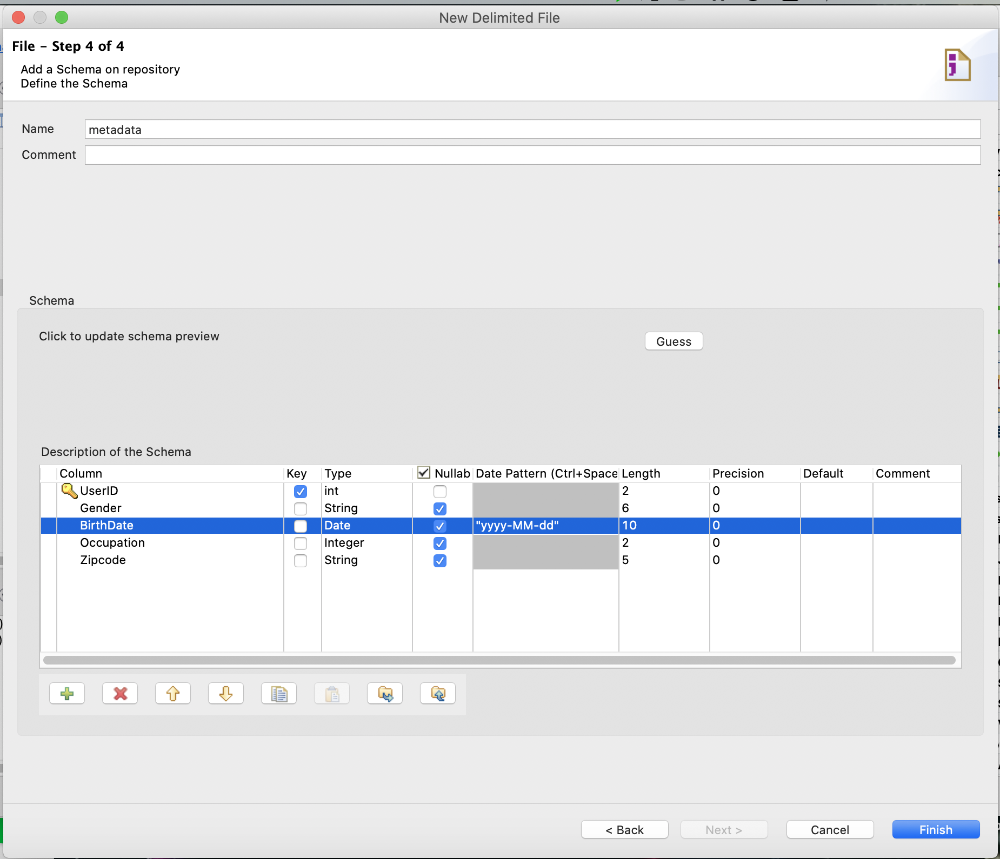 New Delimited File
File – Step 4 of 4
Add a Schema on repository
Define the Schema
Name metadata
Comment
Schema
Click to update schema preview Guess
Description of the Schema
Column Key Type Nullab Date Pattern (Ctrl+Space Length Precision Default Comment
UserID int 2 0
Gender String 6 0
BirthDate Date "yyyy-MM-dd" 10 0
Occupation Integer 2 0
Zipcode String 5 0
< Back Next > Cancel Finish